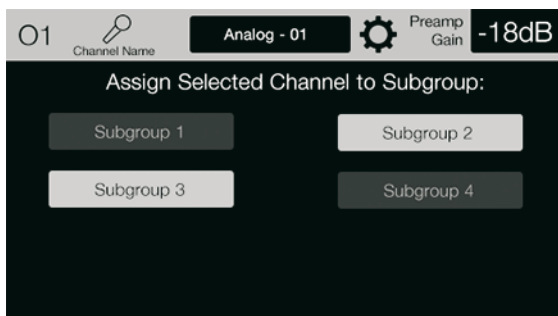 O1
Channel Name
Analog - 01
Preamp
Gain
-18dB
Assign Selected Channel to Subgroup:
Subgroup 1
Subgroup 2
Subgroup 3
Subgroup 4